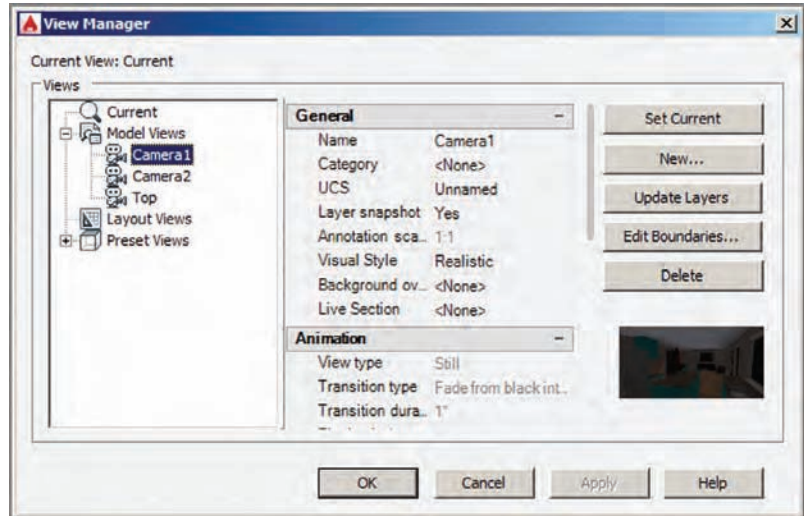 View Manager
Current View: Current
Views
Current
Model Views
Camera1
Camera2
Top
Layout Views
Preset Views
General
Name Camera1
Category <None>
UCS Unnamed
Layer snapshot Yes
Annotation sca... 1:1
Visual Style Realistic
Background ov... <None>
Live Section <None>
Animation
View type Still
Transition type Fade from black int...
Transition dura... 1"
Set Current
New...
Update Layers
Edit Boundaries...
Delete
OK Cancel Apply Help